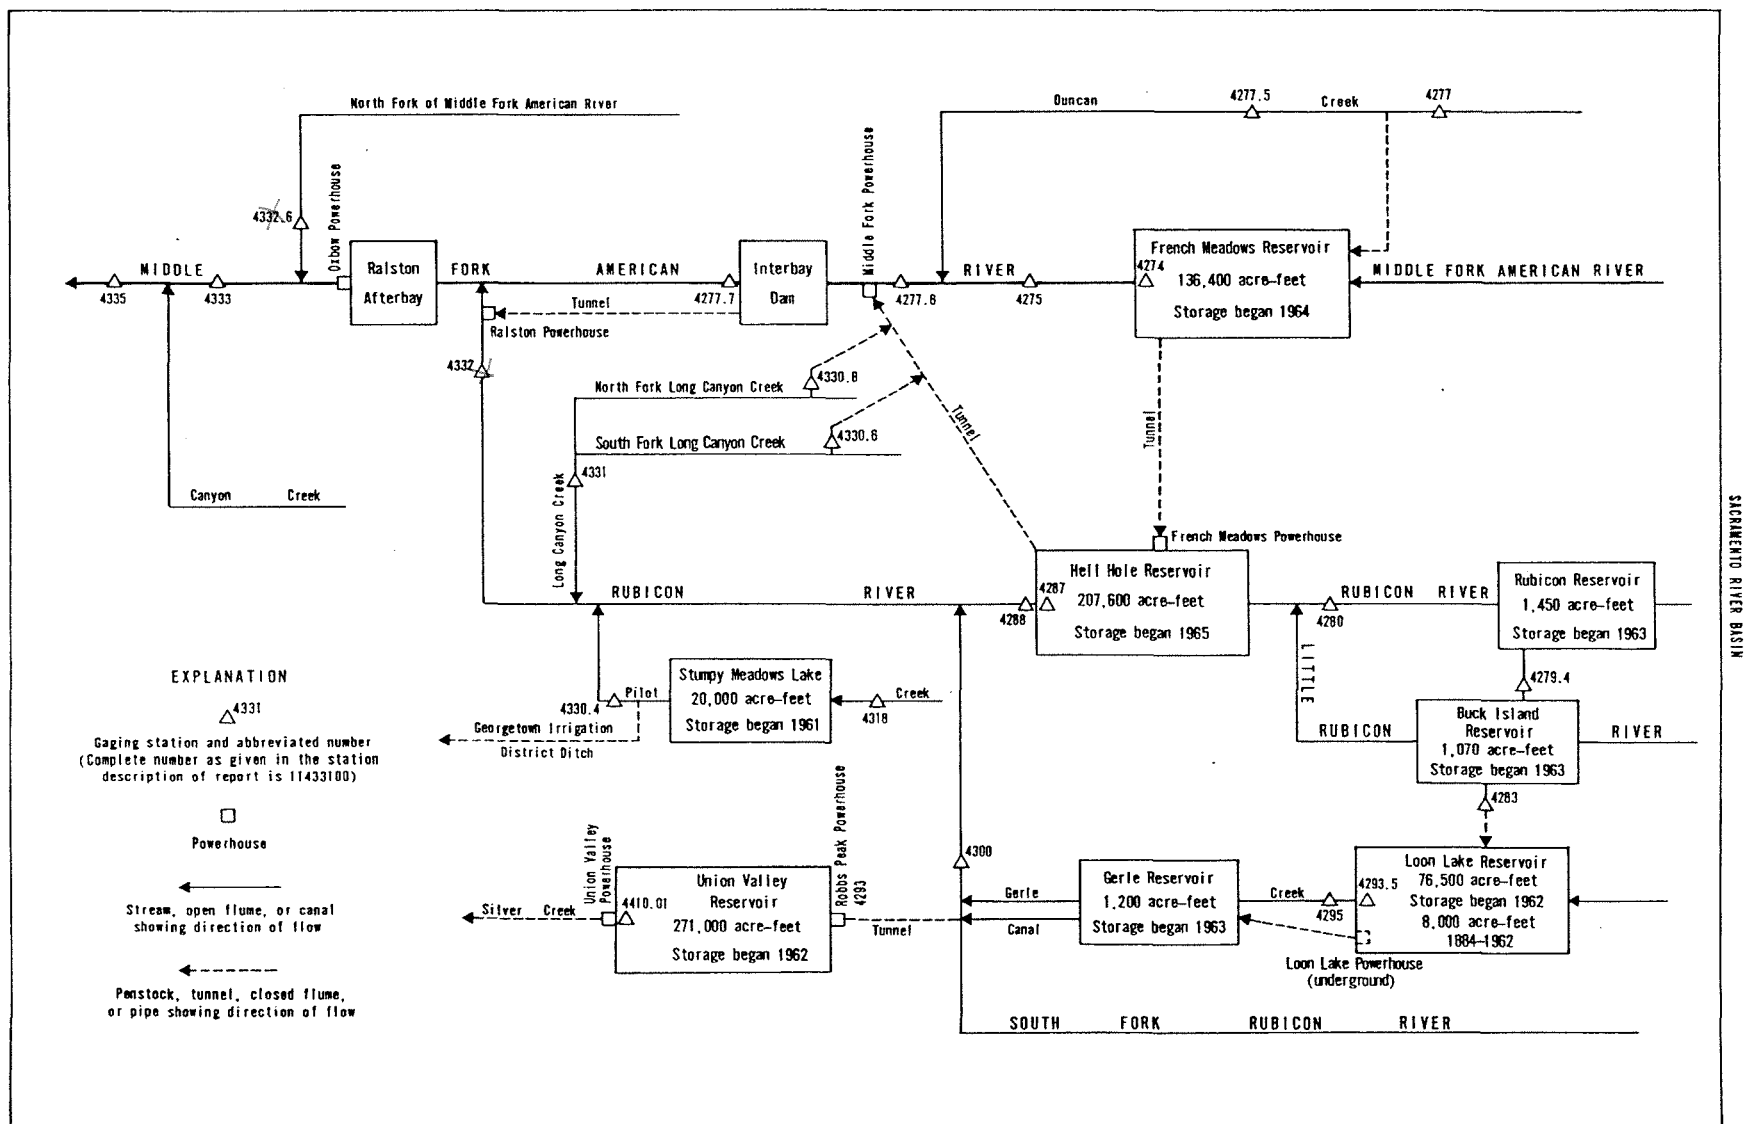 North Fork of Middle Fork American River
Duncan
4277.5
Creek
4277
4332.6
Oxbow Powerhouse
Middle Fork Powerhouse
MIDDLE
4335
4333
Ralston
Afterbay
FORK
AMERICAN
4277.7
Interbay
Dam
4277.6
RIVER
4275
French Meadows Reservoir
4274
136,400 acre-feet
Storage began 1964
MIDDLE FORK AMERICAN RIVER
Tunnel
Ralston Powerhouse
4332
North Fork Long Canyon Creek
4330.8
South Fork Long Canyon Creek
4330.6
Tunnel
Tunnel
4331
Long Canyon Creek
Canyon Creek
French Meadows Powerhouse
RUBICON RIVER
4288
Hell Hole Reservoir
4287
207,600 acre-feet
Storage began 1965
4280
RUBICON RIVER
Rubicon Reservoir
1,450 acre-feet
Storage began 1963
SACRAMENTO RIVER BASIN
LITTLE
RUBICON
4279.4
Buck Island
Reservoir
1,070 acre-feet
Storage began 1963
RIVER
4283
Stumpy Meadows Lake
20,000 acre-feet
Storage began 1961
Pilot
4330.4
Creek
4318
Georgetown Irrigation
District Ditch
EXPLANATION
4331
Gaging station and abbreviated number
(Complete number as given in the station
description of report is 11433100)
Powerhouse
Stream, open flume, or canal
showing direction of flow
Penstock, tunnel, closed flume,
or pipe showing direction of flow
Union Valley
Powerhouse
Silver Creek
Union Valley
Reservoir
4410.01
271,000 acre-feet
Storage began 1962
Robbs Peak Powerhouse
4293
Tunnel
4300
Gerle
Canal
Gerle Reservoir
1,200 acre-feet
Storage began 1963
Creek
4295
Loon Lake Reservoir
4293.5
76,500 acre-feet
Storage began 1962
8,000 acre-feet
1884-1962
Loon Lake Powerhouse
(underground)
SOUTH FORK RUBICON RIVER